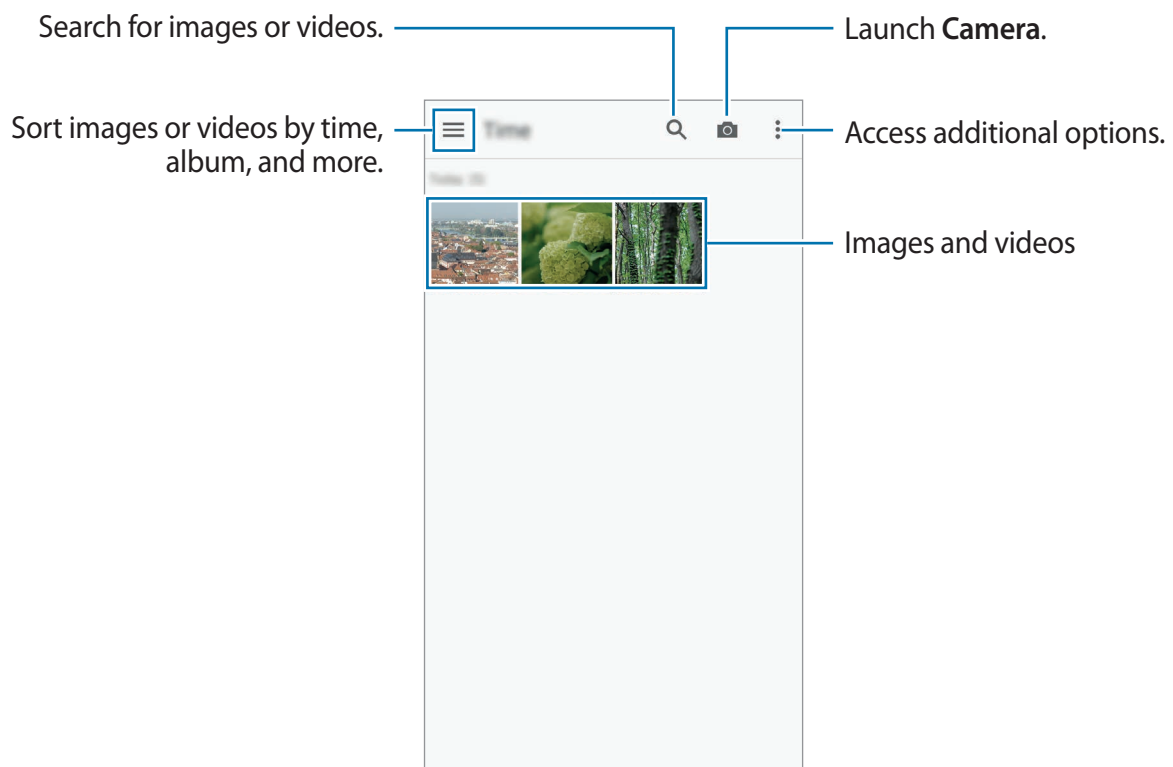 Search for images or videos.
Launch Camera.
Sort images or videos by time,
album, and more.
Time
Access additional options.
Images and videos